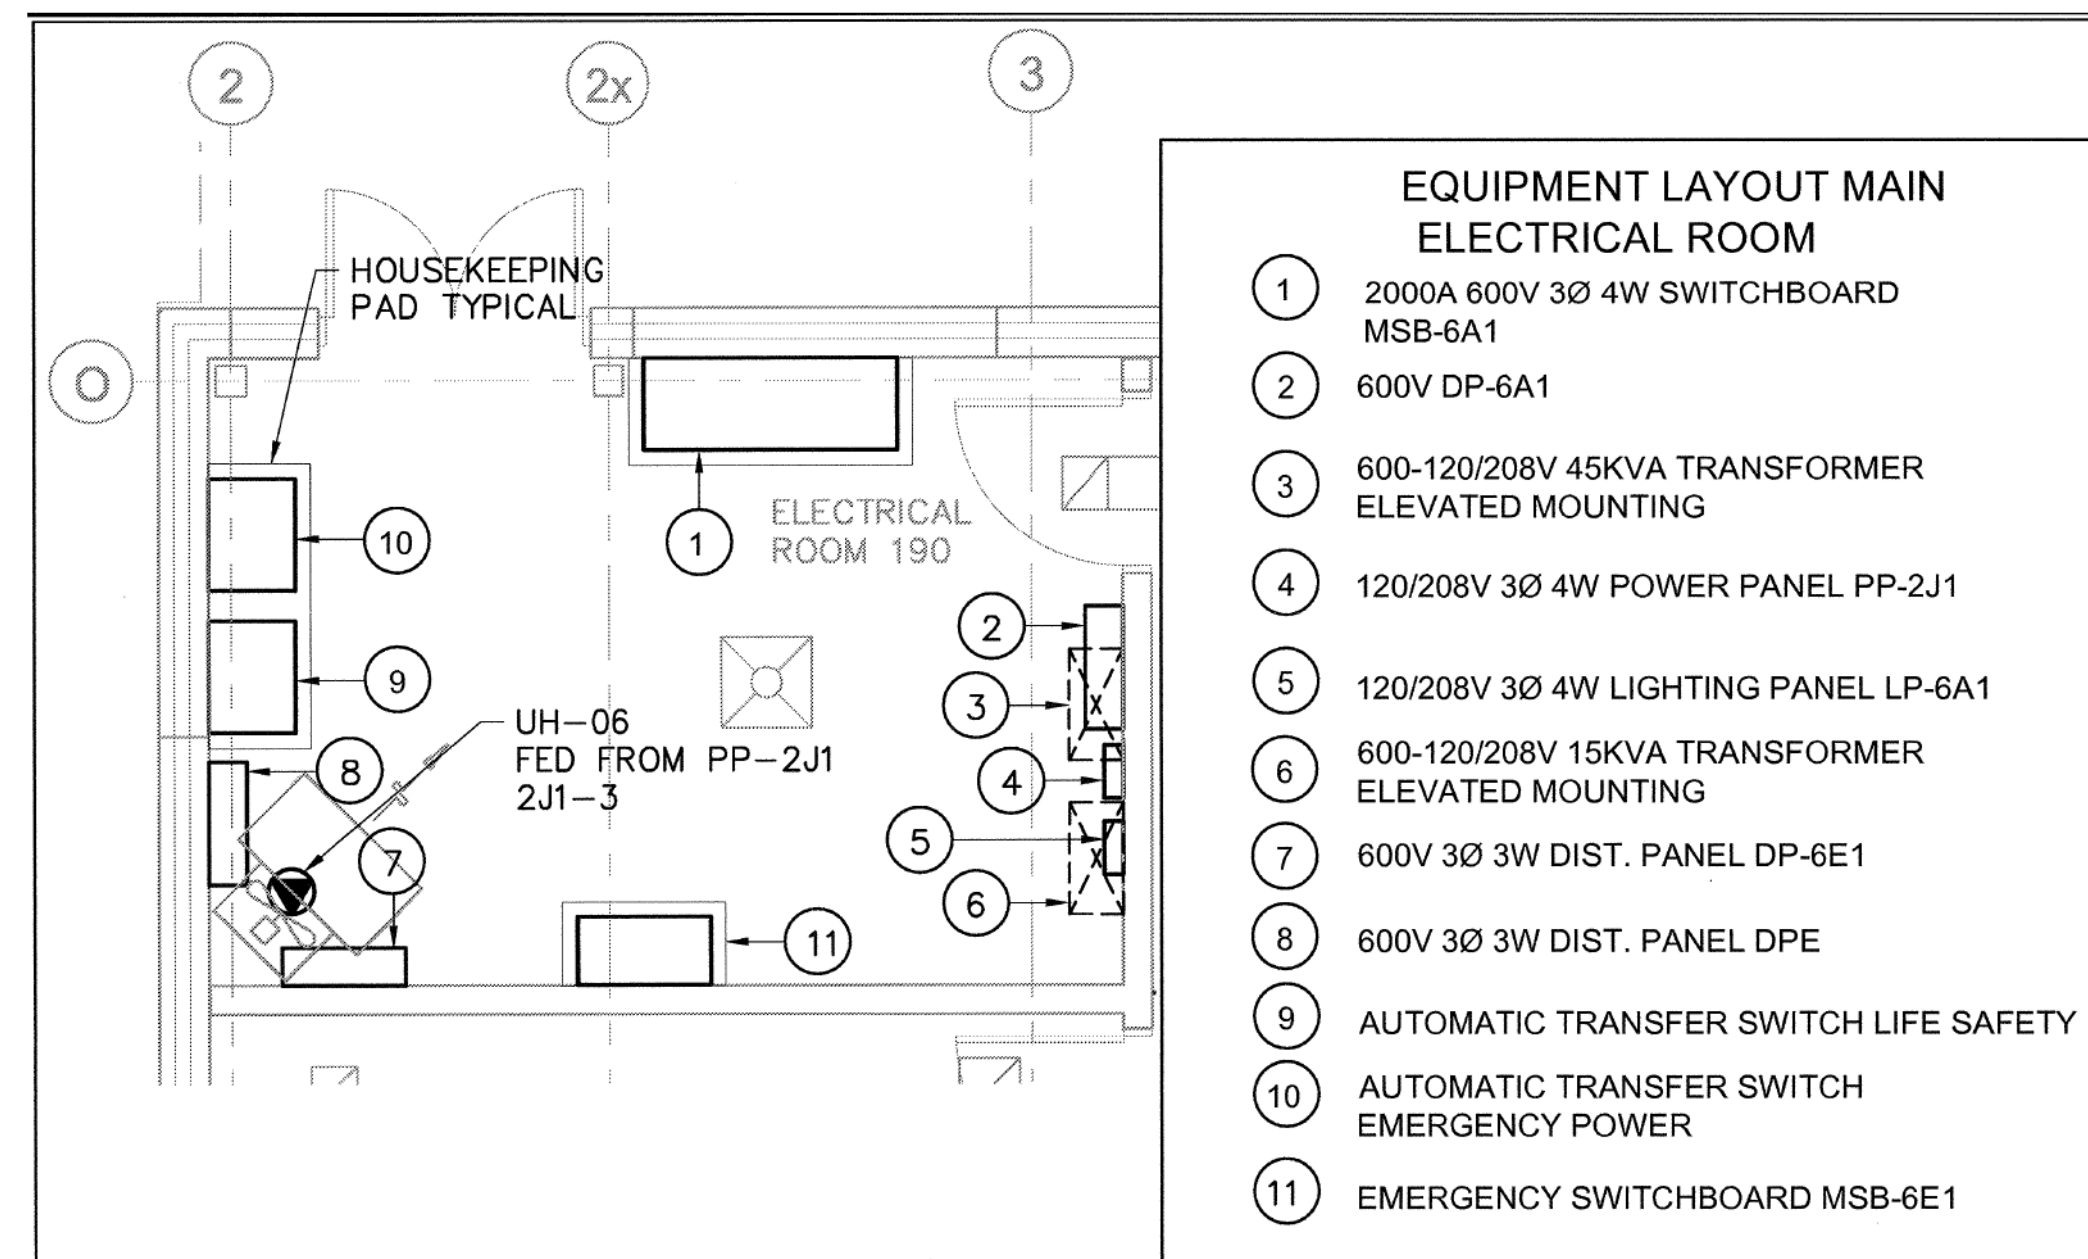 2
2x
3
O
HOUSEKEEPING
PAD TYPICAL
ELECTRICAL
ROOM 190
1
10
9
2
3
UH-06
FED FROM PP-2J1
2J1-3
8
4
5
7
6
11
x
x
EQUIPMENT LAYOUT MAIN
ELECTRICAL ROOM
1 2000A 600V 3Ø 4W SWITCHBOARD
MSB-6A1
2 600V DP-6A1
3 600-120/208V 45KVA TRANSFORMER
ELEVATED MOUNTING
4 120/208V 3Ø 4W POWER PANEL PP-2J1
5 120/208V 3Ø 4W LIGHTING PANEL LP-6A1
6 600-120/208V 15KVA TRANSFORMER
ELEVATED MOUNTING
7 600V 3Ø 3W DIST. PANEL DP-6E1
8 600V 3Ø 3W DIST. PANEL DPE
9 AUTOMATIC TRANSFER SWITCH LIFE SAFETY
10 AUTOMATIC TRANSFER SWITCH
EMERGENCY POWER
11 EMERGENCY SWITCHBOARD MSB-6E1